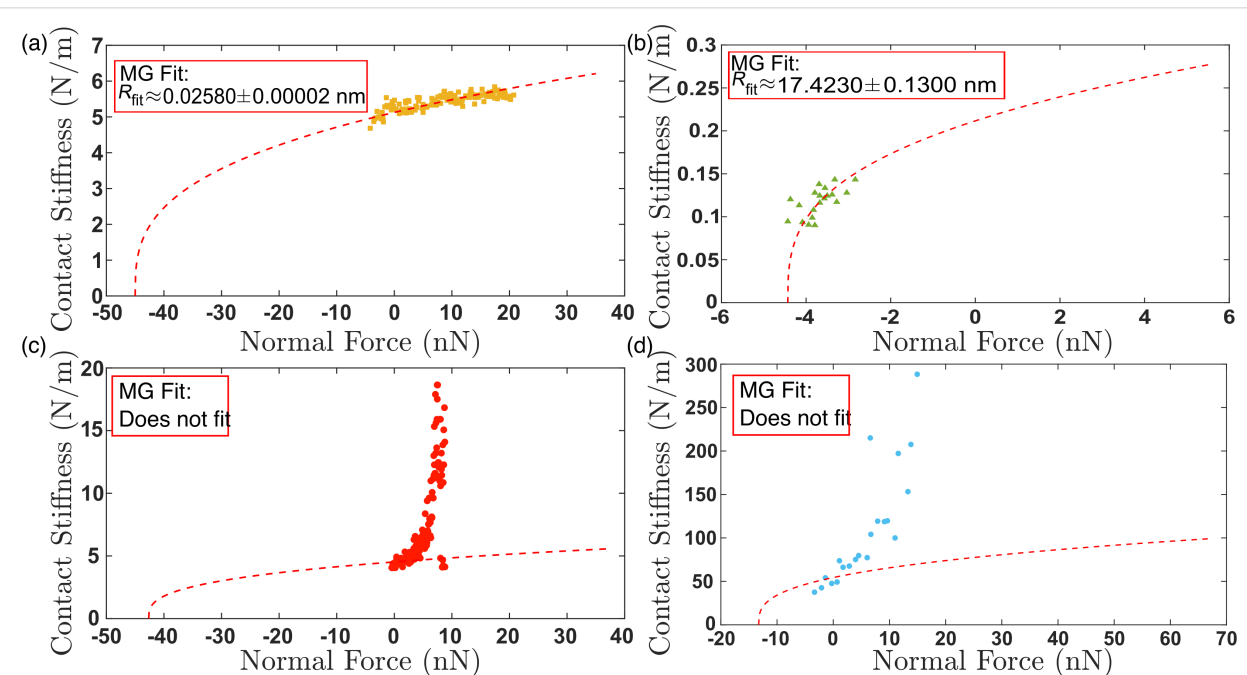 (a)
Contact Stiffness (N/m)
7
6
5
4
3
2
1
0
MG Fit:
Rfit≈0.02580±0.00002 nm
-50 -40 -30 -20 -10 0 10 20 30 40
Normal Force (nN)
(b)
Contact Stiffness (N/m)
0.3
0.25
0.2
0.15
0.1
0.05
0
MG Fit:
Rfit≈17.4230±0.1300 nm
-6 -4 -2 0 2 4 6
Normal Force (nN)
(c)
Contact Stiffness (N/m)
20
15
10
5
0
MG Fit:
Does not fit
-50 -40 -30 -20 -10 0 10 20 30 40
Normal Force (nN)
(d)
Contact Stiffness (N/m)
300
250
200
150
100
50
0
MG Fit:
Does not fit
-20 -10 0 10 20 30 40 50 60 70
Normal Force (nN)